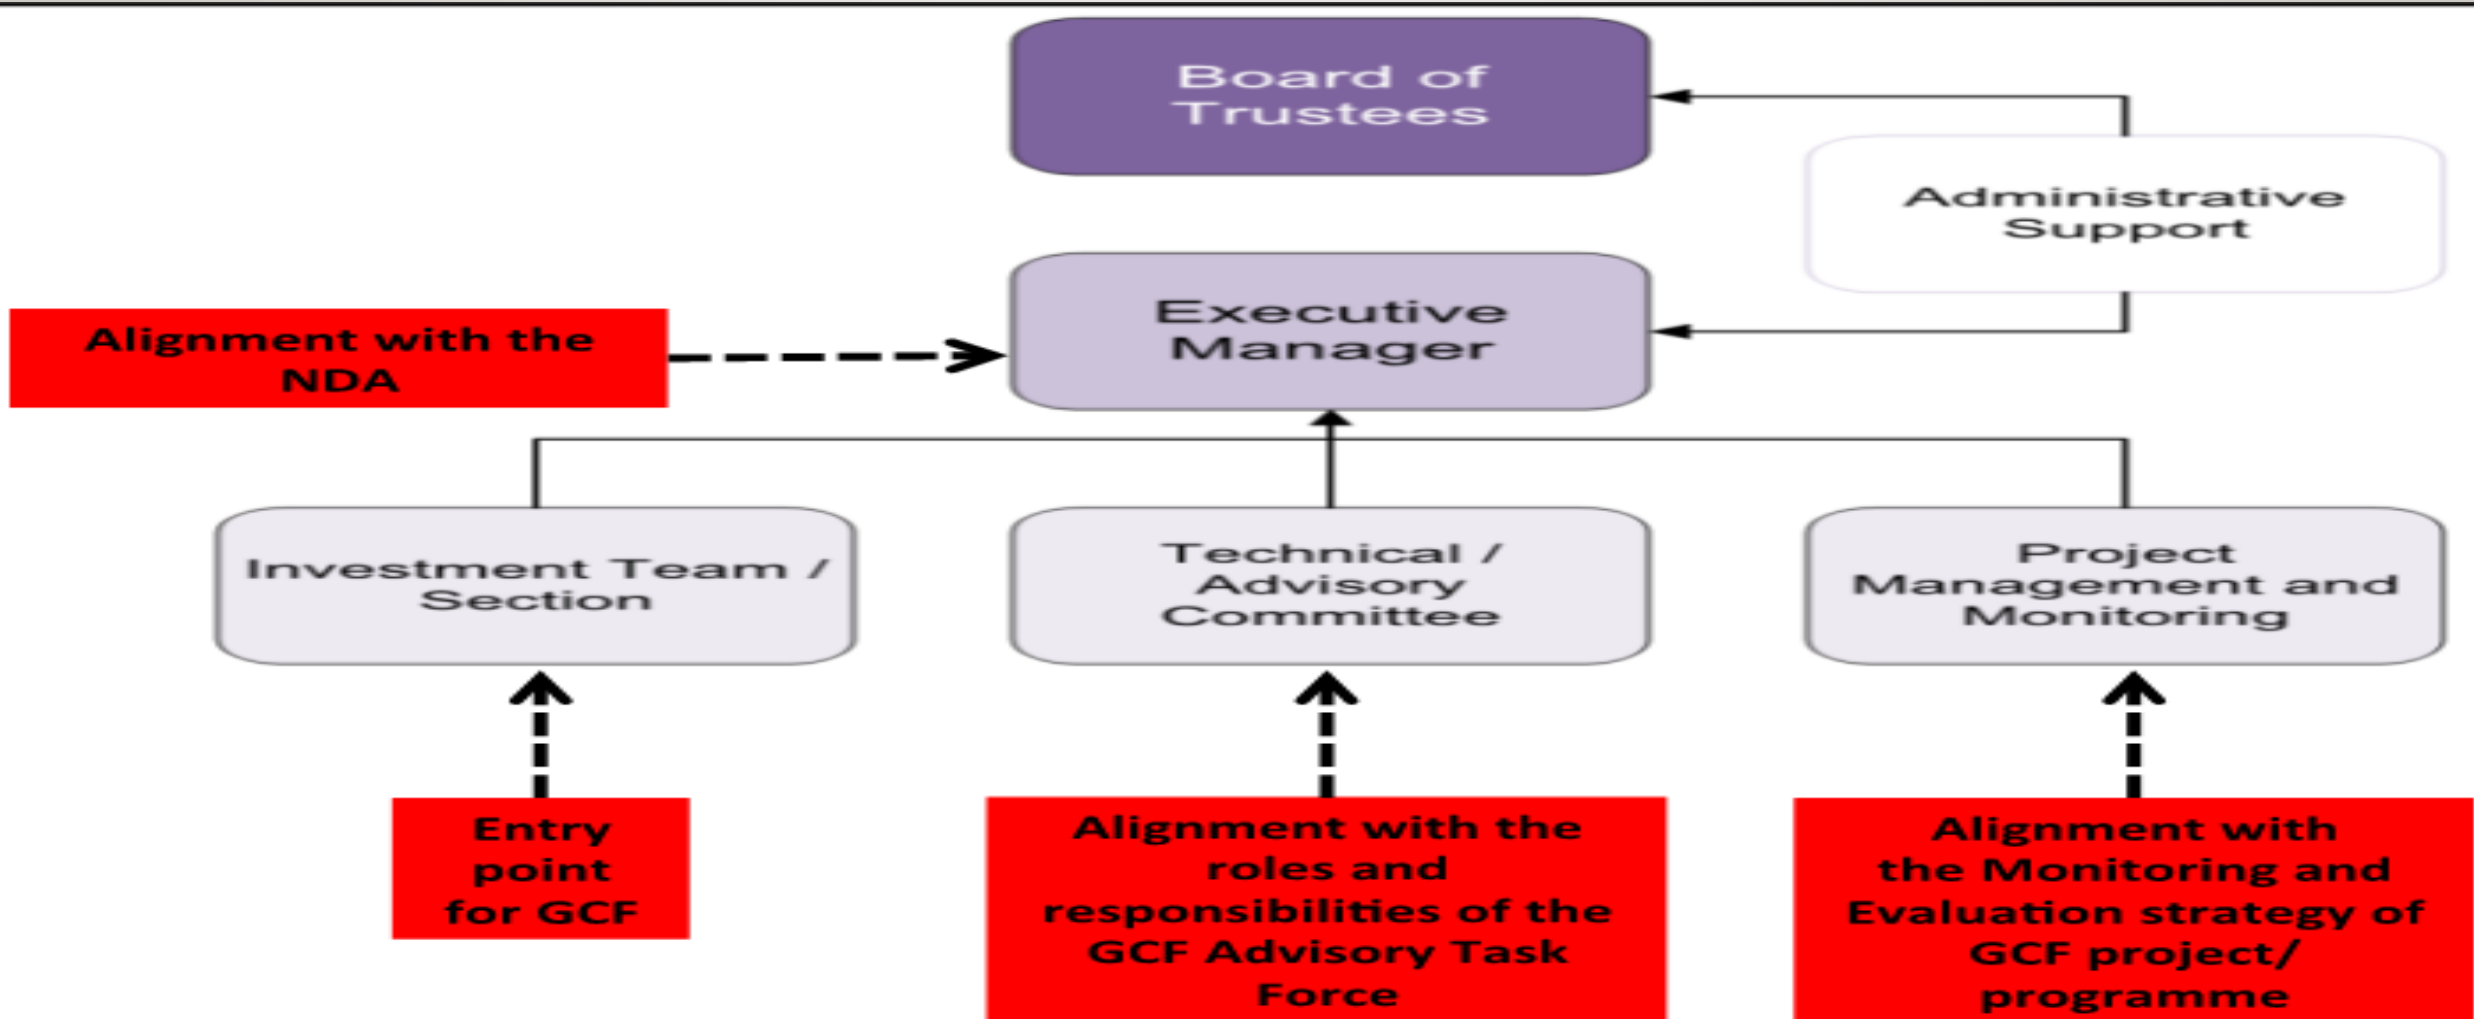 Board of
Trustees
Administrative
Support
Executive
Manager
Alignment with the
NDA
Investment Team /
Section
Technical /
Advisory
Committee
Project
Management and
Monitoring
Entry
point
for GCF
Alignment with the
roles and
responsibilities of the
GCF Advisory Task
Force
Alignment with
the Monitoring and
Evaluation strategy of
GCF project/
programme